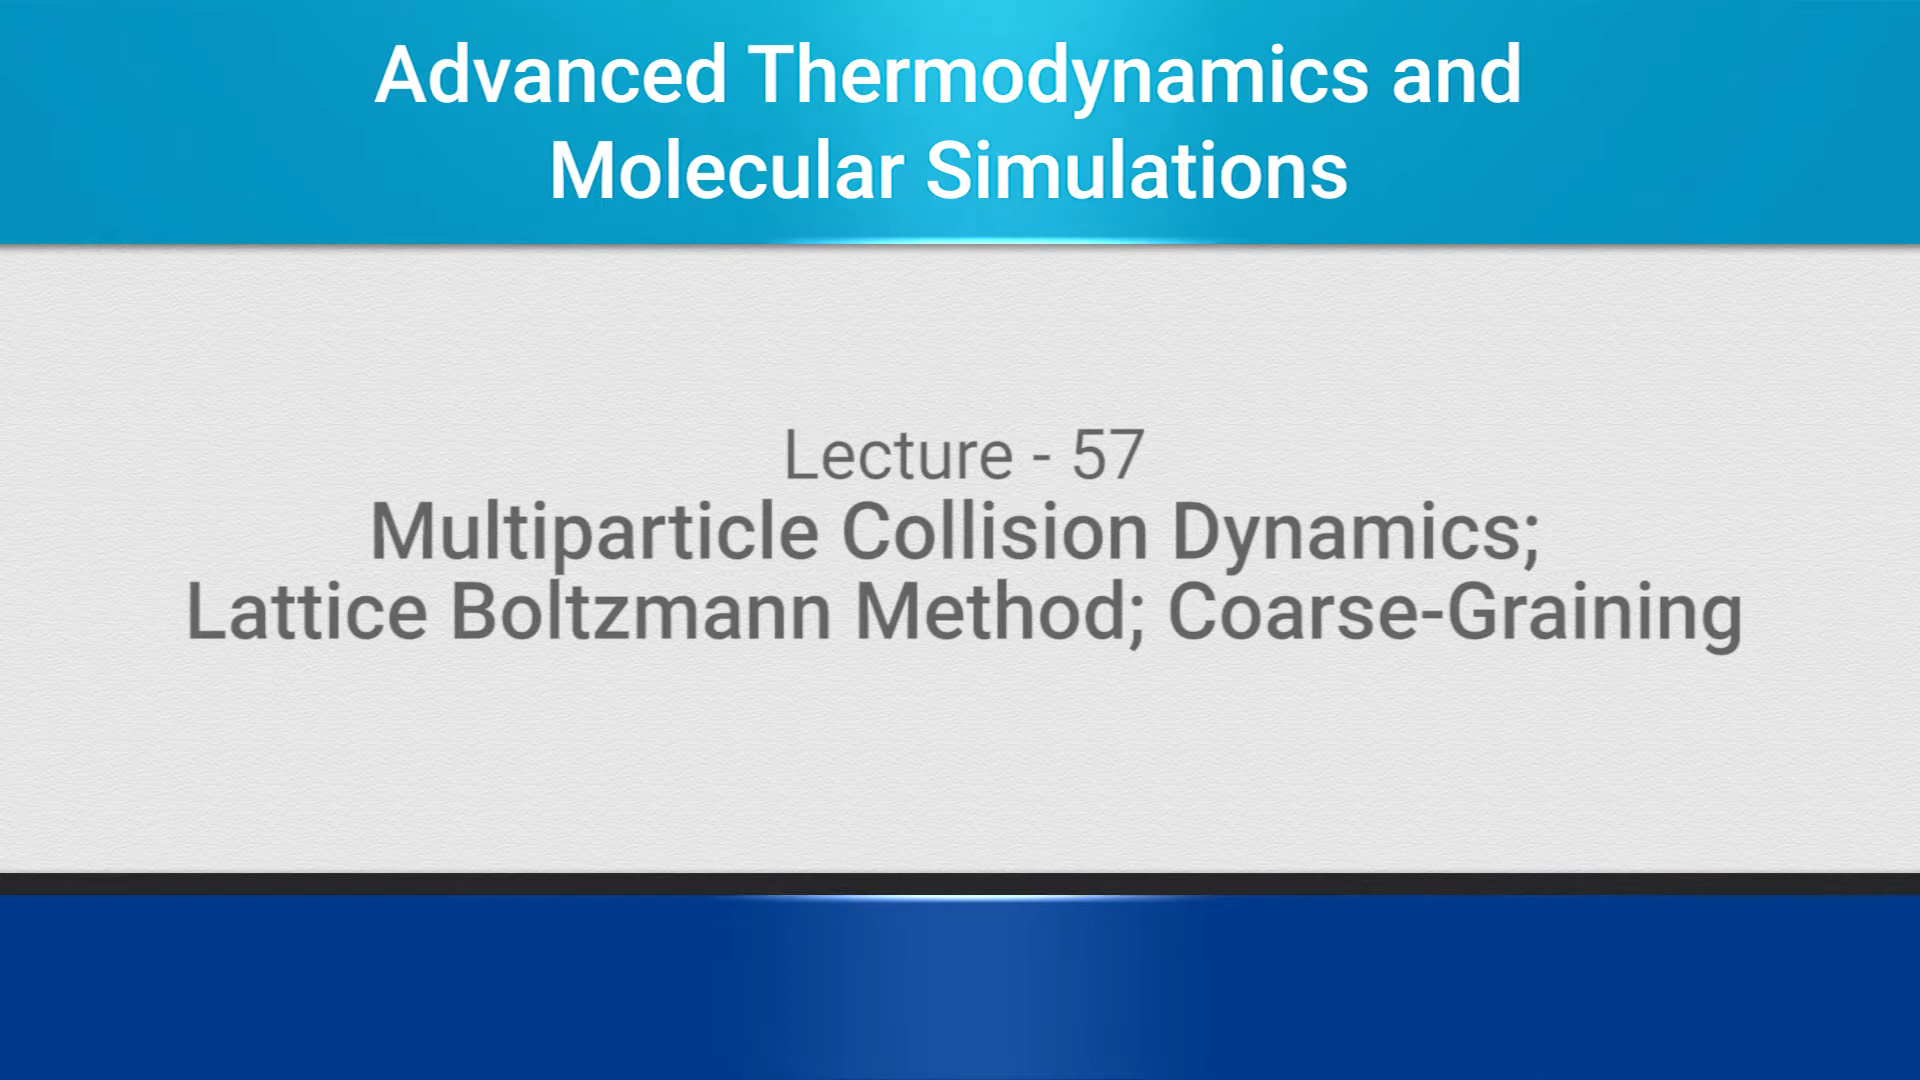 Advanced Thermodynamics and
Molecular Simulations
Lecture - 57
Multiparticle Collision Dynamics;
Lattice Boltzmann Method; Coarse-Graining